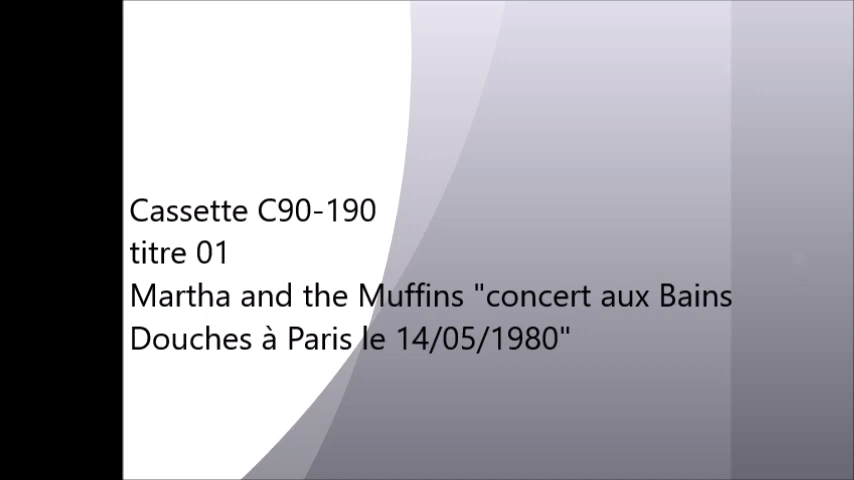 Cassette C90-190
titre 01
Martha and the Muffins "concert aux Bains
Douches à Paris le 14/05/1980"